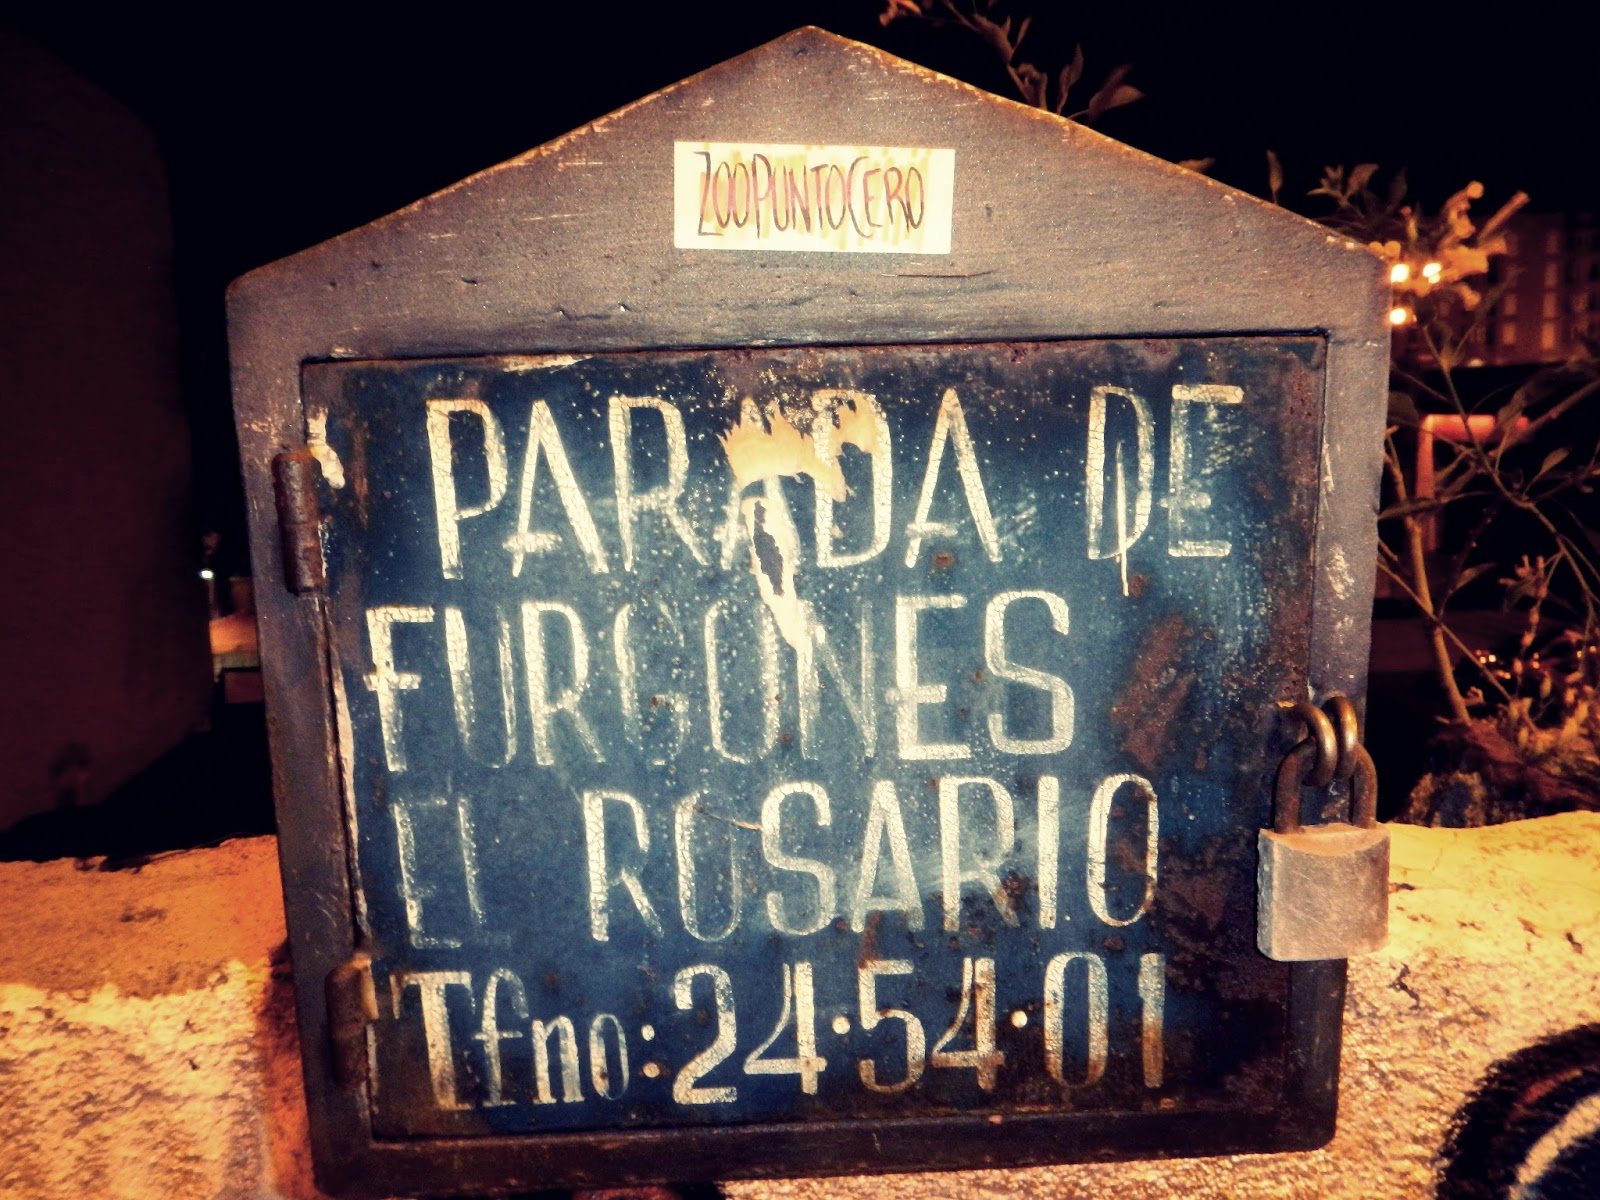 ZOOPUNTOCERO
PARADA DE
FURGONES
El ROSARIO
Tfno: 24·54·01